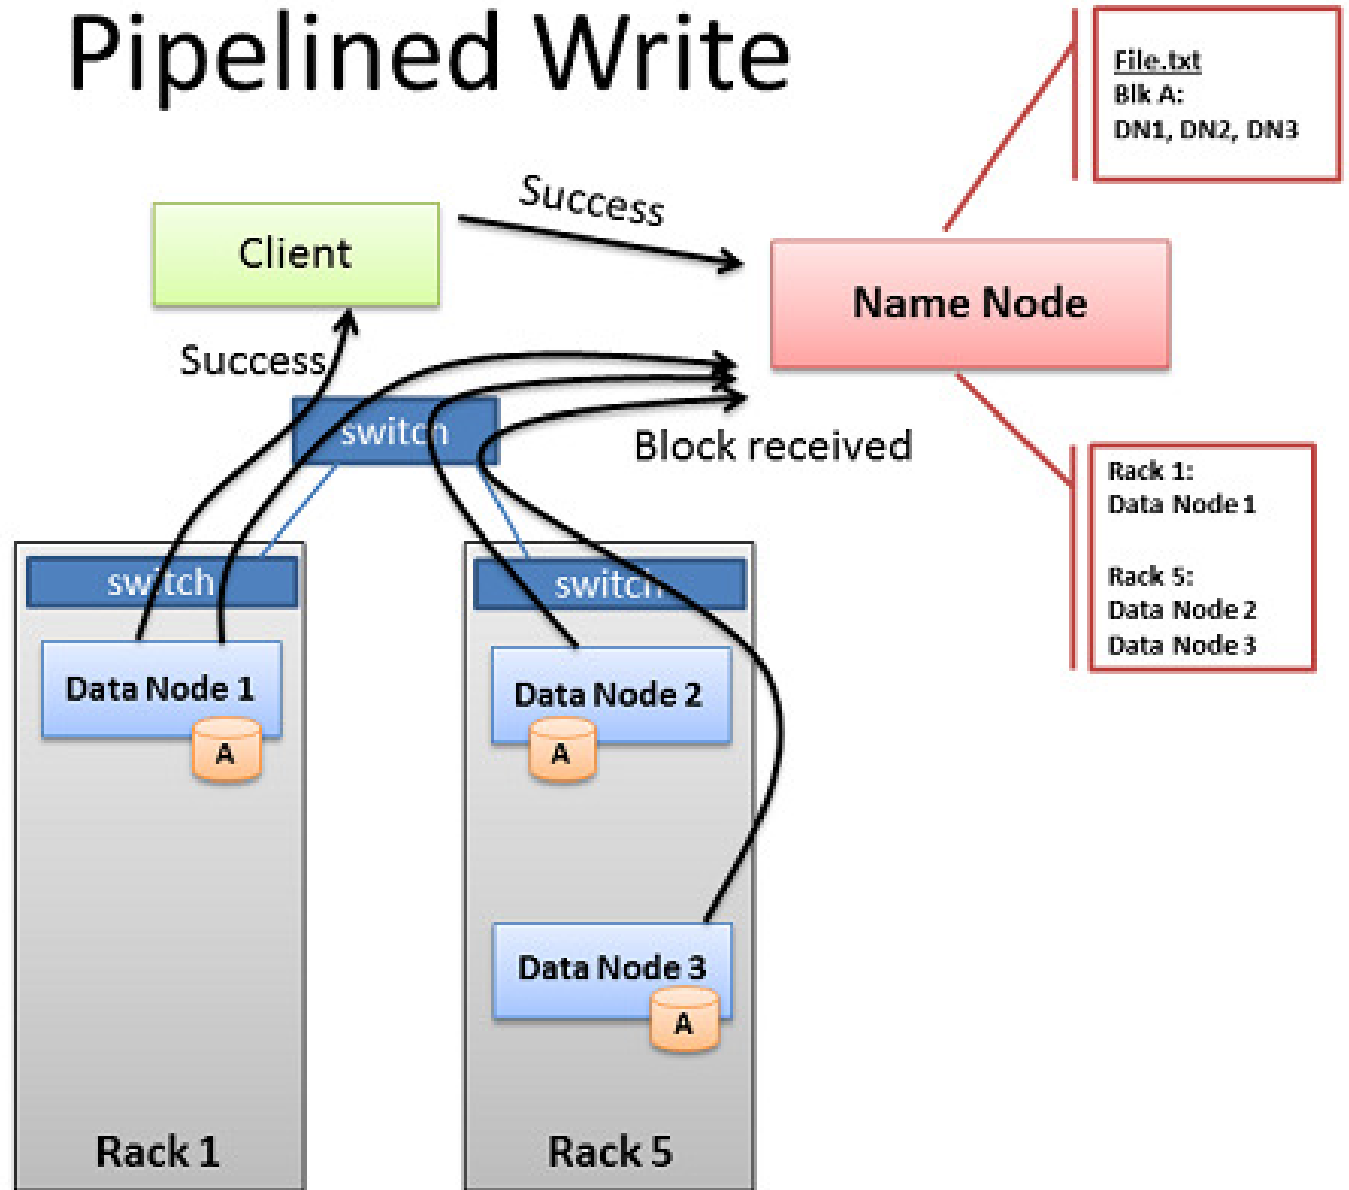 Pipelined Write
File.txt
Blk A:
DN1, DN2, DN3
Success
Client
Name Node
Success
switch
Block received
Rack 1:
Data Node 1
Rack 5:
Data Node 2
Data Node 3
switch
switch
Data Node 1
A
Data Node 2
A
Data Node 3
A
Rack 1
Rack 5